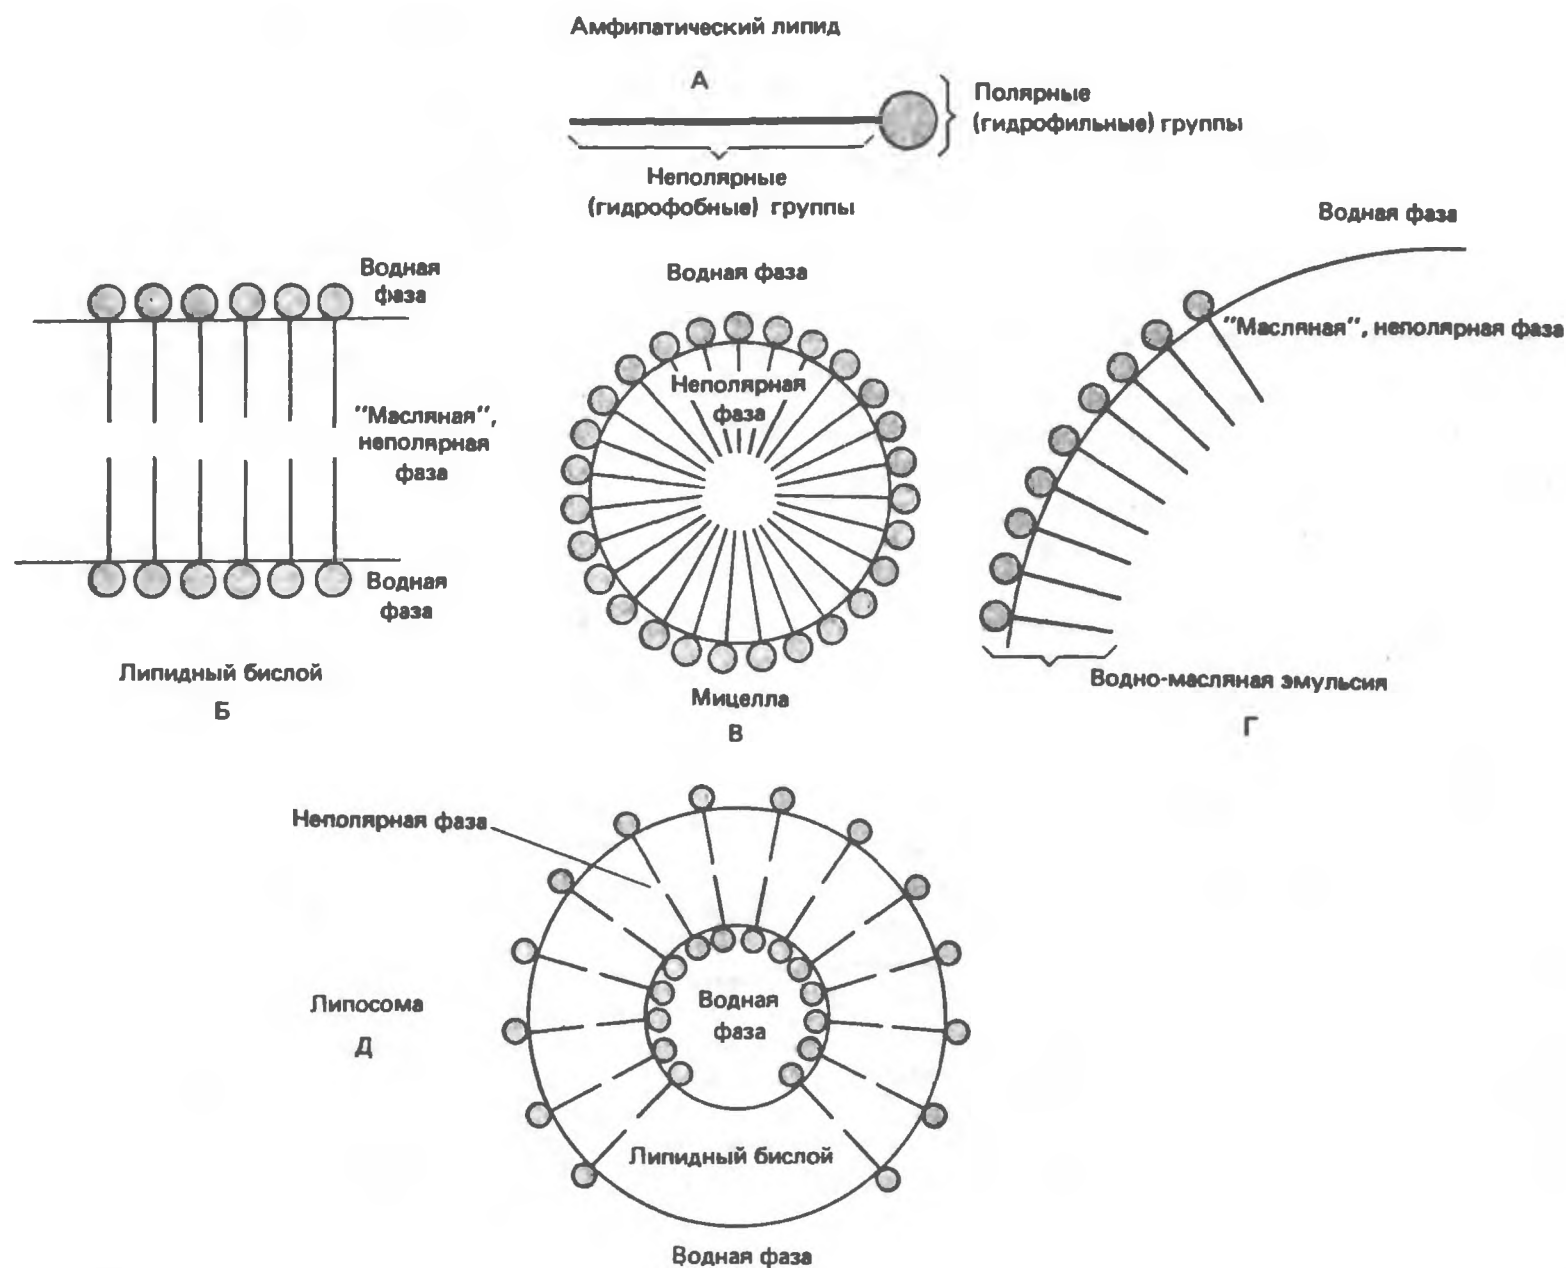 Амфипатический липид
А
Полярные
(гидрофильные) группы
Неполярные
(гидрофобные) группы
Водная
фаза
"Масляная",
неполярная
фаза
Водная
фаза
Липидный бислой
Б
Водная фаза
Неполярная
фаза
Мицелла
В
Водная фаза
"Масляная", неполярная фаза
Водно-масляная эмульсия
Г
Неполярная фаза
Липосома
Д
Водная
фаза
Липидный бислой
Водная фаза